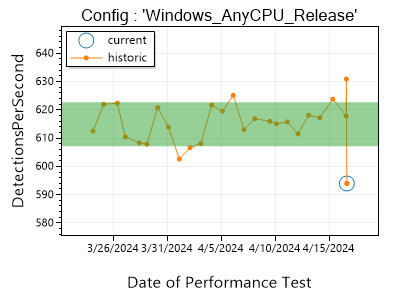 Config : 'Windows_AnyCPU_Release'
current
historic
DetectionsPerSecond
640
630
620
610
600
590
580
3/26/2024 3/31/2024 4/5/2024 4/10/2024 4/15/2024
Date of Performance Test